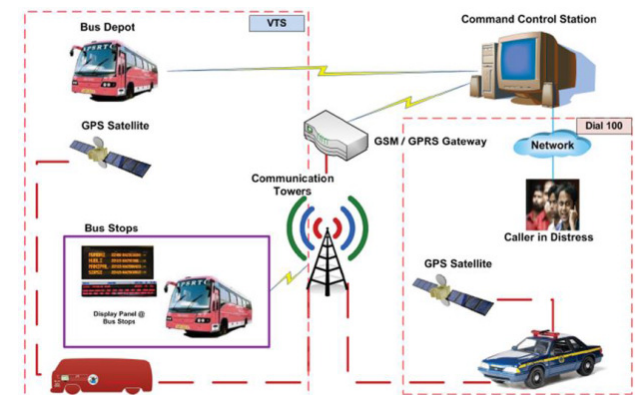 Command Control Station
VTS
Bus Depot
GPS Satellite
GSM / GPRS Gateway
Dial 100
Network
Communication
Towers
Caller in Distress
Bus Stops
Display Panel @
Bus Stops
GPS Satellite